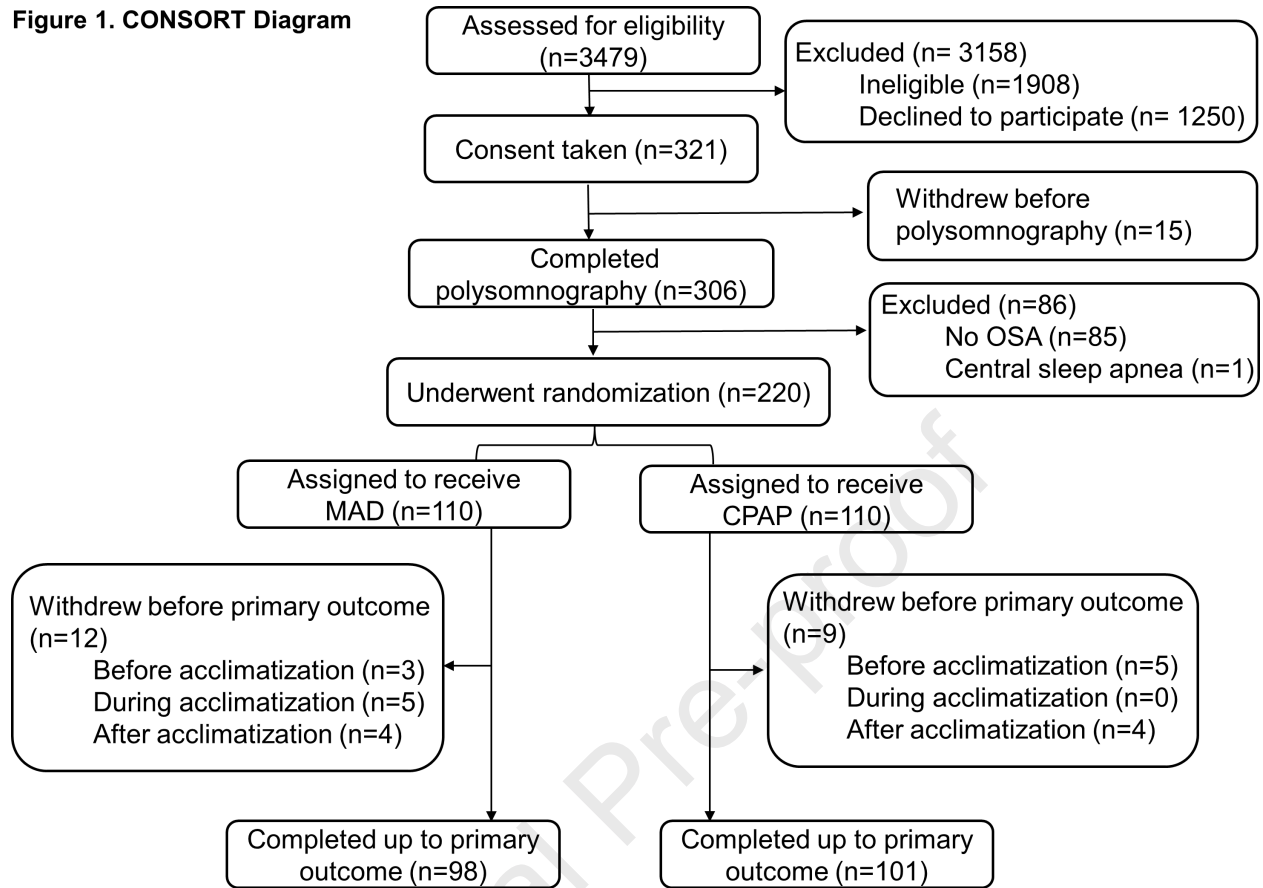 Figure 1. CONSORT Diagram
Assessed for eligibility
(n=3479)
Excluded (n= 3158)
Ineligible (n=1908)
Declined to participate (n= 1250)
Consent taken (n=321)
Withdrew before
polysomnography (n=15)
Completed
polysomnography (n=306)
Excluded (n=86)
No OSA (n=85)
Central sleep apnea (n=1)
Underwent randomization (n=220)
Assigned to receive
MAD (n=110)
Assigned to receive
CPAP (n=110)
Withdrew before primary outcome
(n=12)
Before acclimatization (n=3)
During acclimatization (n=5)
After acclimatization (n=4)
Withdrew before primary outcome
(n=9)
Before acclimatization (n=5)
During acclimatization (n=0)
After acclimatization (n=4)
Completed up to primary
outcome (n=98)
Completed up to primary
outcome (n=101)
al Pre-proof